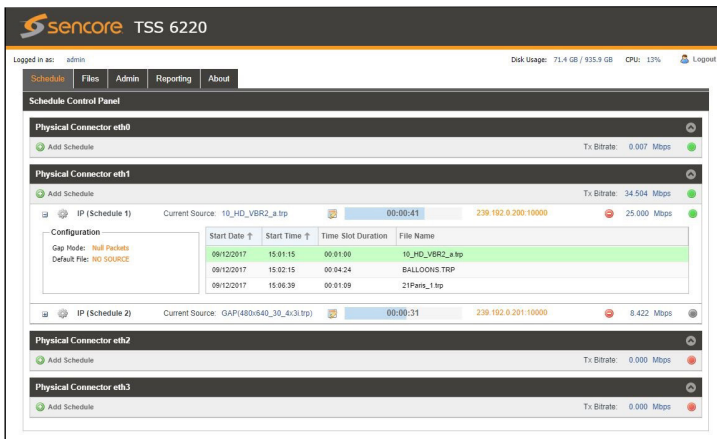 sencore TSS 6220
Logged in as: admin Disk Usage: 71.4 GB / 935.9 GB CPU: 13% Logout
Schedule Files Admin Reporting About
Schedule Control Panel
Physical Connector eth0
Add Schedule Tx Bitrate: 0.007 Mbps
Physical Connector eth1
Add Schedule Tx Bitrate: 34.504 Mbps
IP (Schedule 1) Current Source: 10_HD_VBR2_a.trp 00:00:41 239.192.0.200:10000 25.000 Mbps
Configuration
Gap Mode: Null Packets
Default File: NO SOURCE
Start Date ↑ Start Time ↑ Time Slot Duration File Name
09/12/2017 15:01:15 00:01:00 10_HD_VBR2_a.trp
09/12/2017 15:02:15 00:04:24 BALLOONS.TRP
09/12/2017 15:06:39 00:01:09 21Paris_1.trp
IP (Schedule 2) Current Source: GAP(480x640_30_4x3i.trp) 00:00:31 239.192.0.201:10000 8.422 Mbps
Physical Connector eth2
Add Schedule Tx Bitrate: 0.000 Mbps
Physical Connector eth3
Add Schedule Tx Bitrate: 0.000 Mbps